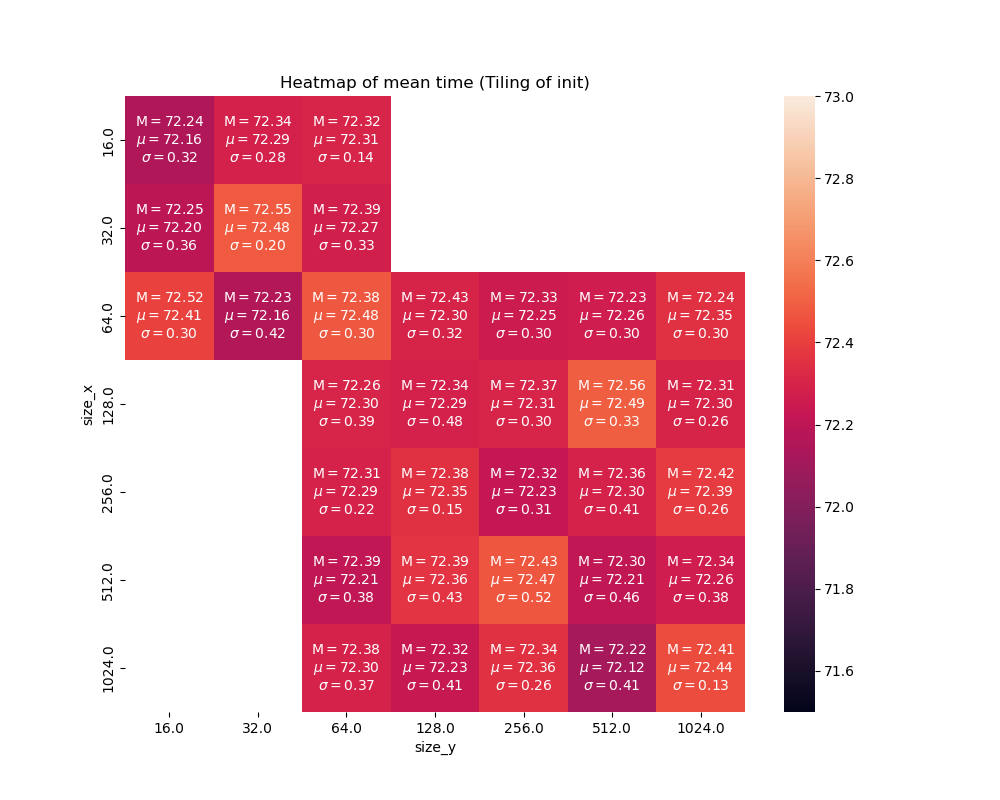 Heatmap of mean time (Tiling of init)
size_x
16.0
M = 72.24
μ = 72.16
σ = 0.32
M = 72.34
μ = 72.29
σ = 0.28
M = 72.32
μ = 72.31
σ = 0.14
32.0
M = 72.25
μ = 72.20
σ = 0.36
M = 72.55
μ = 72.48
σ = 0.20
M = 72.39
μ = 72.27
σ = 0.33
64.0
M = 72.52
μ = 72.41
σ = 0.30
M = 72.23
μ = 72.16
σ = 0.42
M = 72.38
μ = 72.48
σ = 0.30
M = 72.43
μ = 72.30
σ = 0.32
M = 72.33
μ = 72.25
σ = 0.30
M = 72.23
μ = 72.26
σ = 0.30
M = 72.24
μ = 72.35
σ = 0.30
128.0
M = 72.26
μ = 72.30
σ = 0.39
M = 72.34
μ = 72.29
σ = 0.48
M = 72.37
μ = 72.31
σ = 0.30
M = 72.56
μ = 72.49
σ = 0.33
M = 72.31
μ = 72.30
σ = 0.26
256.0
M = 72.31
μ = 72.29
σ = 0.22
M = 72.38
μ = 72.35
σ = 0.15
M = 72.32
μ = 72.23
σ = 0.31
M = 72.36
μ = 72.30
σ = 0.41
M = 72.42
μ = 72.39
σ = 0.26
512.0
M = 72.39
μ = 72.21
σ = 0.38
M = 72.39
μ = 72.36
σ = 0.43
M = 72.43
μ = 72.47
σ = 0.52
M = 72.30
μ = 72.21
σ = 0.46
M = 72.34
μ = 72.26
σ = 0.38
1024.0
M = 72.38
μ = 72.30
σ = 0.37
M = 72.32
μ = 72.23
σ = 0.41
M = 72.34
μ = 72.36
σ = 0.26
M = 72.22
μ = 72.12
σ = 0.41
M = 72.41
μ = 72.44
σ = 0.13
16.0
32.0
64.0
128.0
256.0
512.0
1024.0
size_y
73.0
72.8
72.6
72.4
72.2
72.0
71.8
71.6